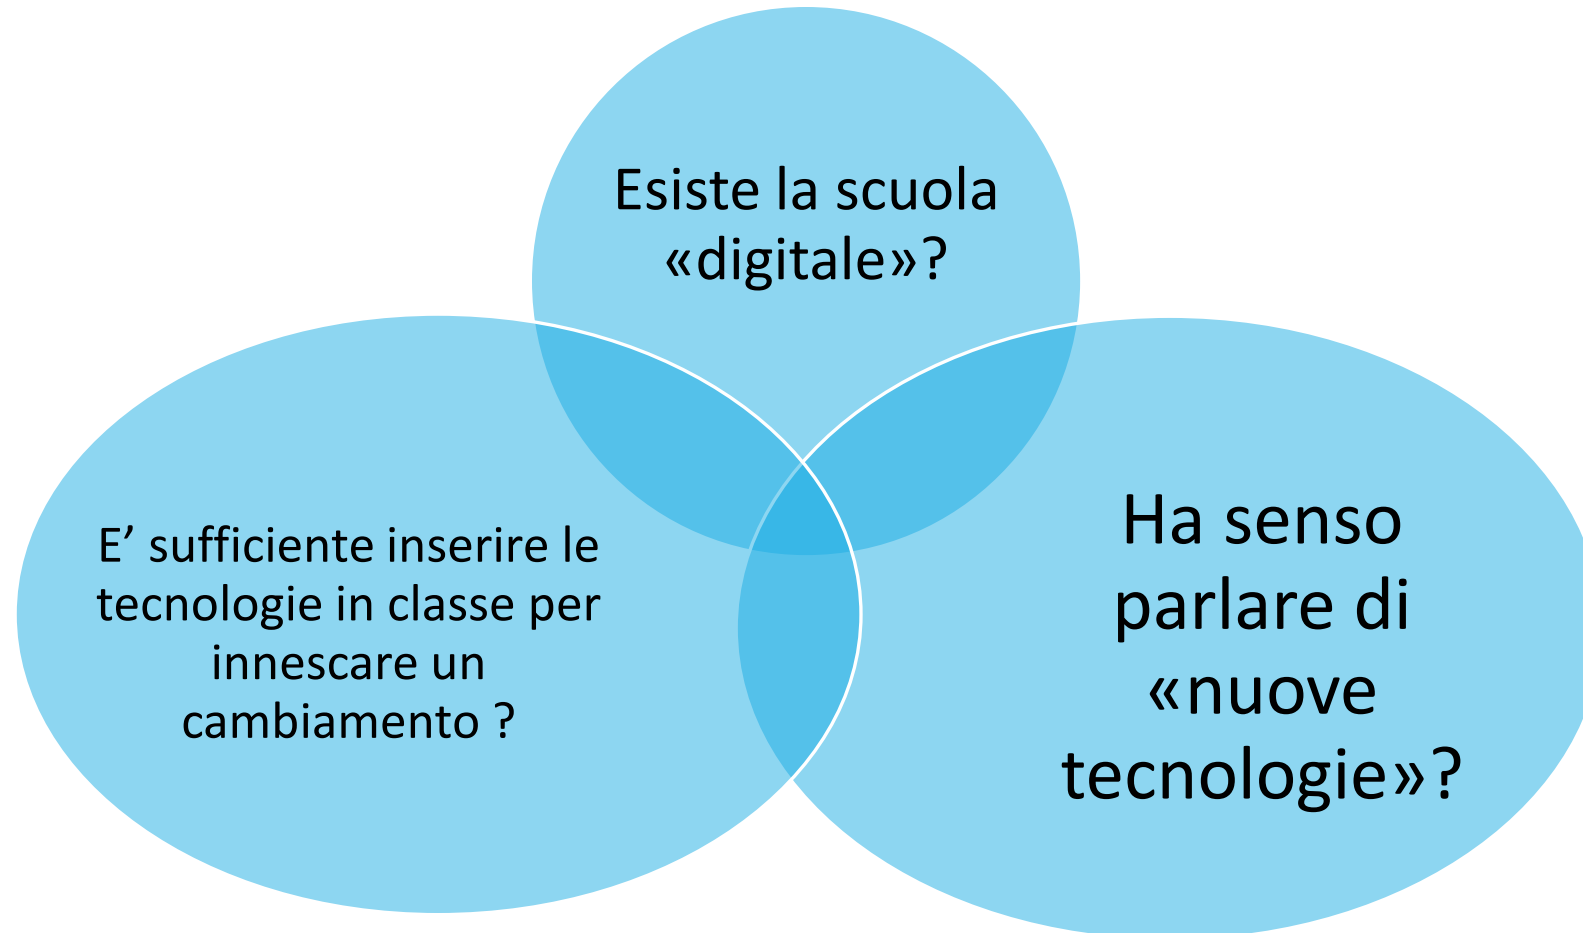 Esiste la scuola
«digitale»?
E’ sufficiente inserire le
tecnologie in classe per
innescare un
cambiamento ?
Ha senso
parlare di
«nuove
tecnologie»?